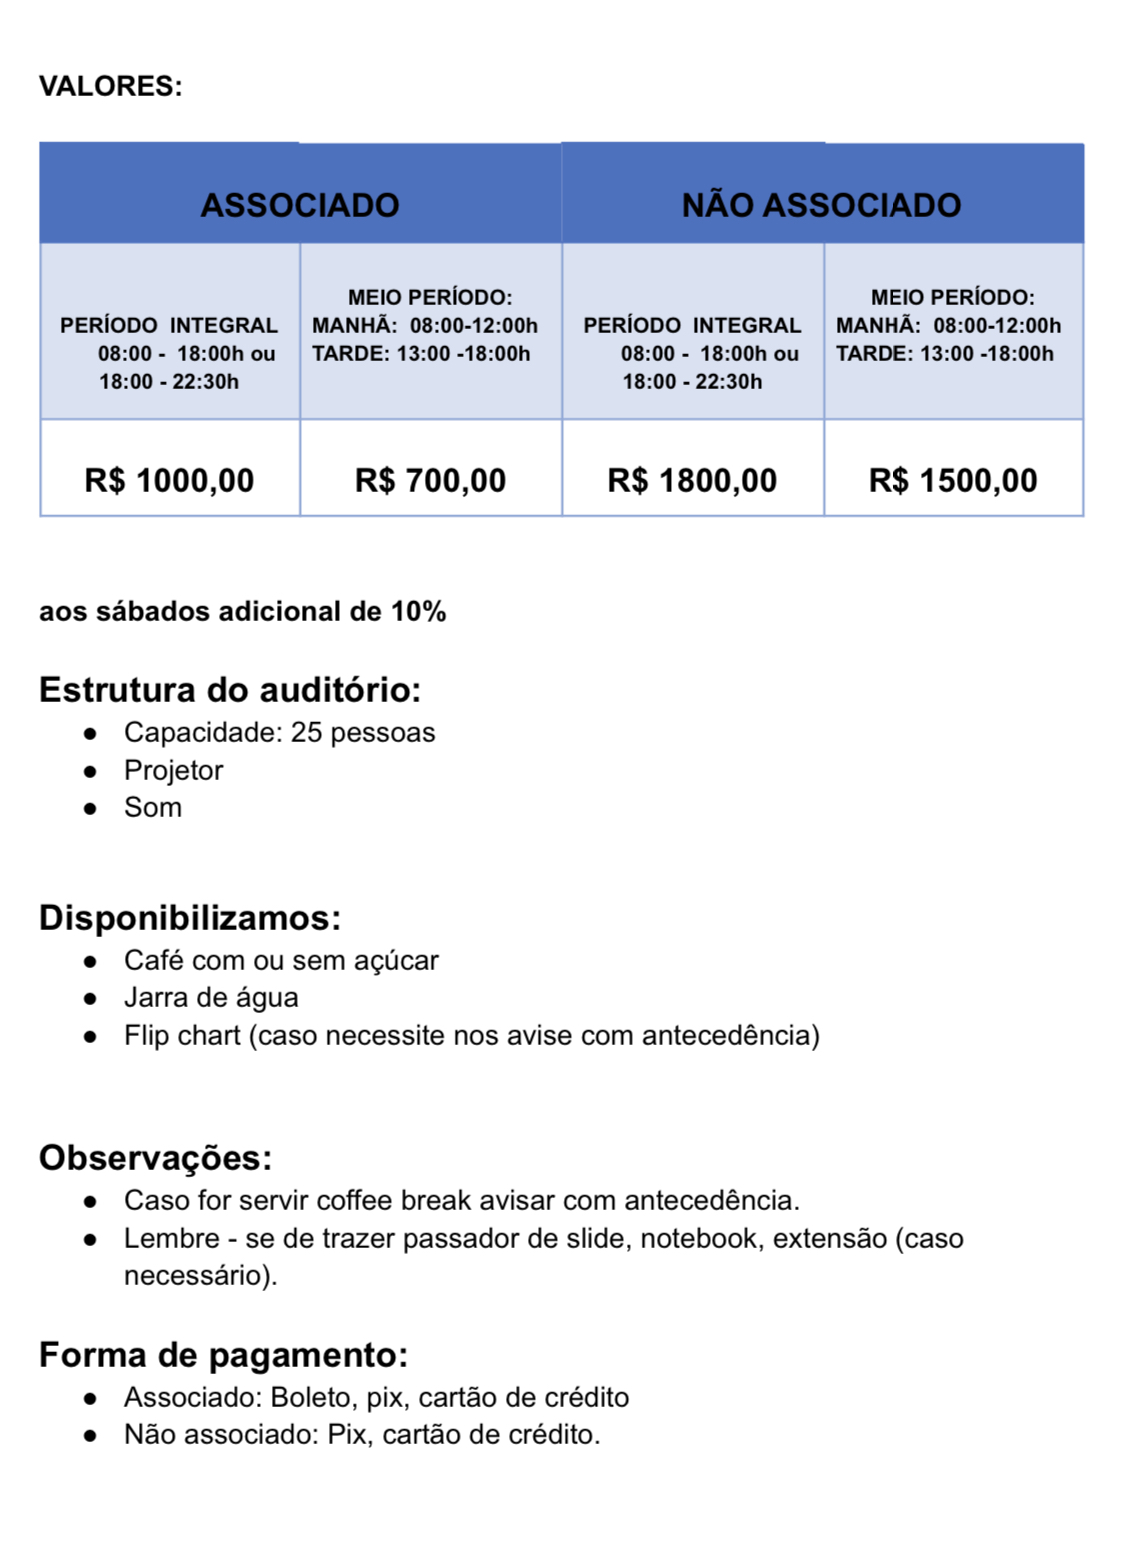 VALORES:
ASSOCIADO
NÃO ASSOCIADO
PERÍODO INTEGRAL
08:00 - 18:00h ou
18:00 - 22:30h
MEIO PERÍODO:
MANHÃ: 08:00-12:00h
TARDE: 13:00 -18:00h
PERÍODO INTEGRAL
08:00 - 18:00h ou
18:00 - 22:30h
MEIO PERÍODO:
MANHÃ: 08:00-12:00h
TARDE: 13:00 -18:00h
R$ 1000,00
R$ 700,00
R$ 1800,00
R$ 1500,00
aos sábados adicional de 10%
Estrutura do auditório:
● Capacidade: 25 pessoas
● Projetor
● Som
Disponibilizamos:
● Café com ou sem açúcar
● Jarra de água
● Flip chart (caso necessite nos avise com antecedência)
Observações:
● Caso for servir coffee break avisar com antecedência.
● Lembre - se de trazer passador de slide, notebook, extensão (caso
necessário).
Forma de pagamento:
● Associado: Boleto, pix, cartão de crédito
● Não associado: Pix, cartão de crédito.